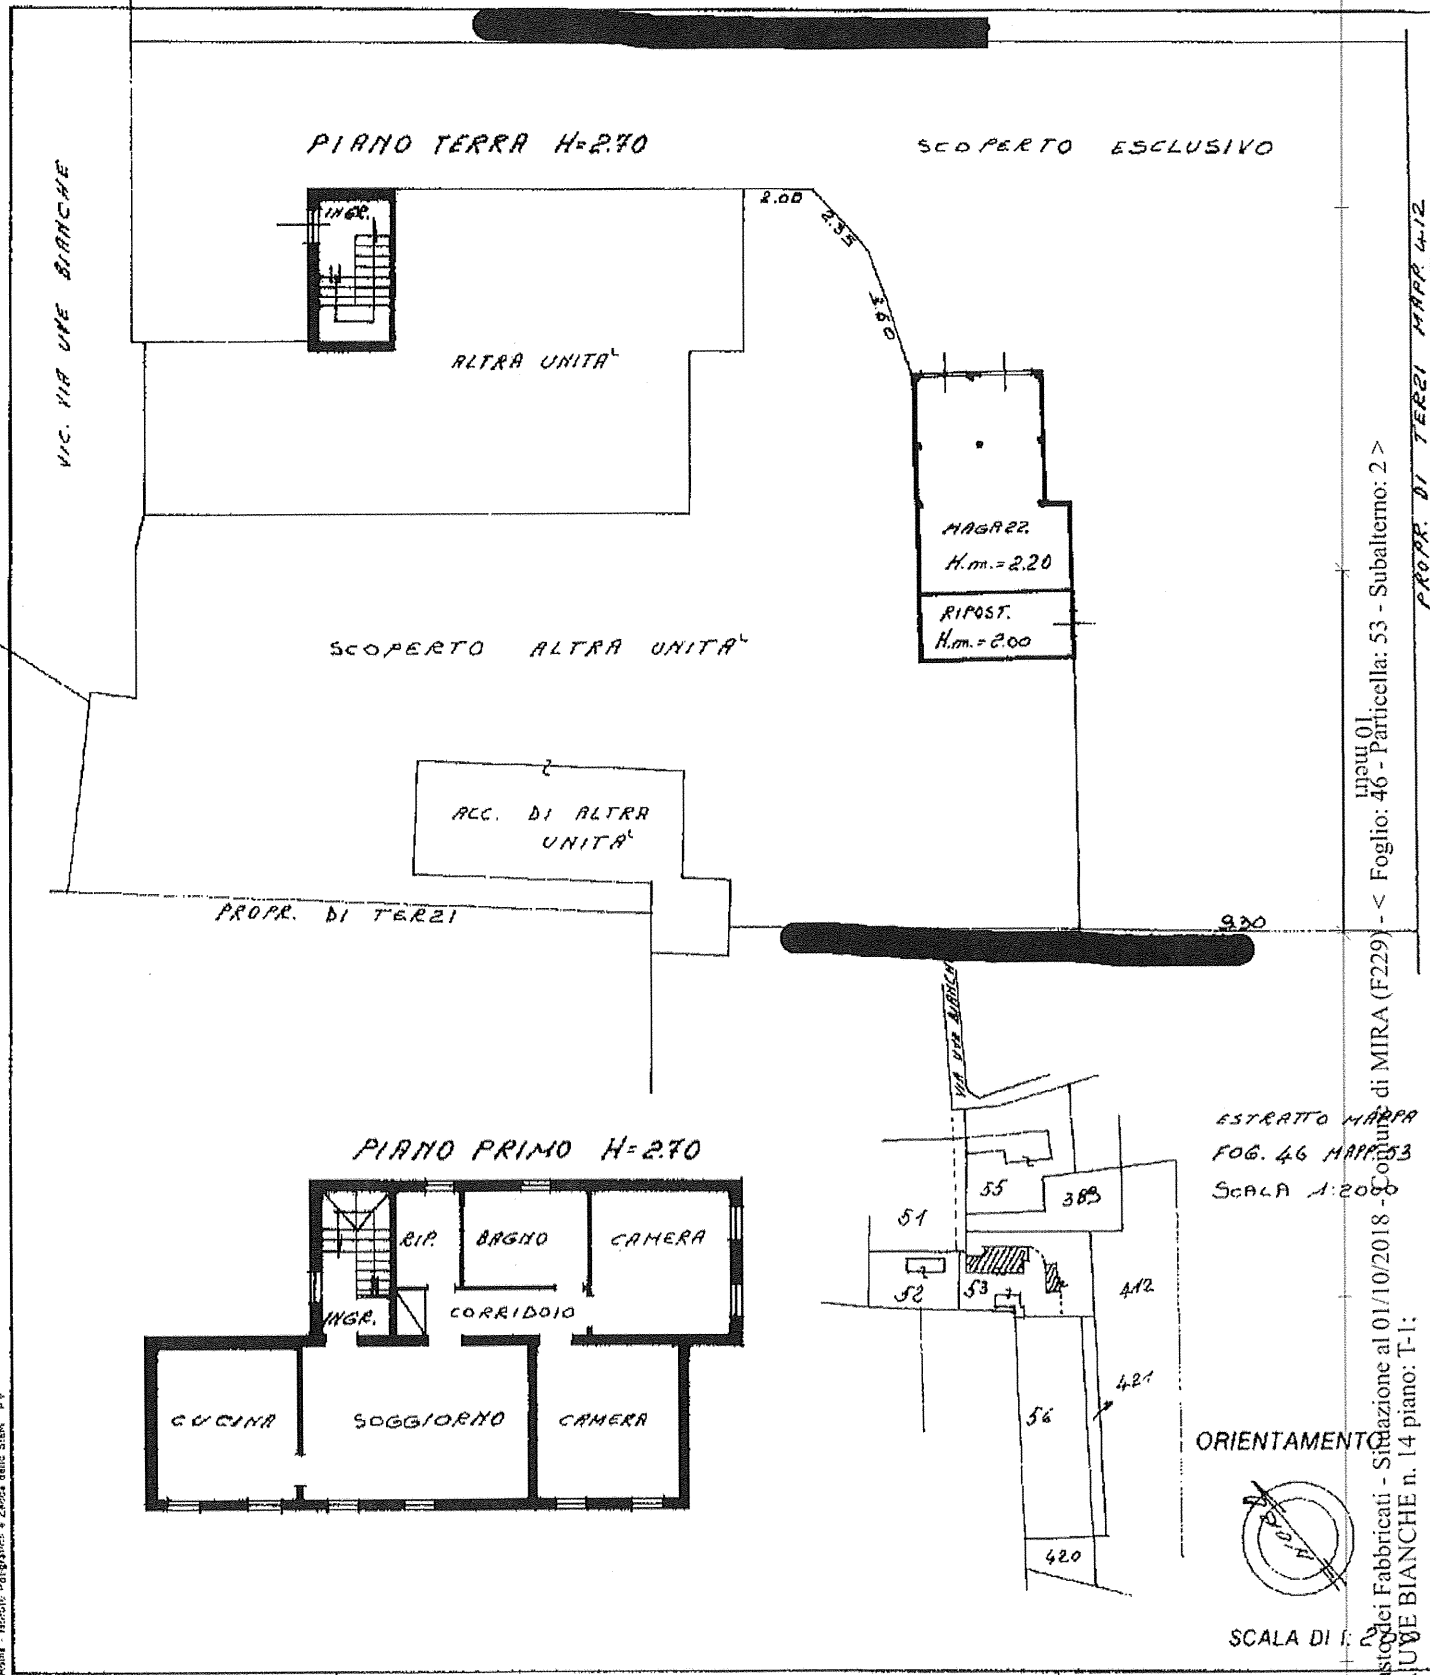 PIANO TERRA H=2.70
SCOPERTO ESCLUSIVO
VIC. VIA UVE BIANCHE
INGR.
2.00
2.35
3.60
PROPR. DI TERZI MAPP. 412
ALTRA UNITA'
MAGAZZ.
H.m.=2.20
RIPOST.
H.m.=2.00
SCOPERTO ALTRA UNITA'
ACC. DI ALTRA
UNITA'
PROPR. DI TERZI
9.30
10 metri
VIA UVE BIANCHE
PIANO PRIMO H=2.70
RIP.
BAGNO
CAMERA
INGR.
CORRIDOIO
CUCINA
SOGGIORNO
CAMERA
ESTRATTO MAPPA
FOG. 46 MAPP. 53
SCALA 1:2000
55
51
52
53
412
421
56
420
ORIENTAMENTO
NORD
SCALA DI 1: 200
dei Fabbricati - Situazione al 01/10/2018 - Comune di MIRA (F229) - < Foglio: 46 - Particella: 53 - Subalterno: 2 >
UVE BIANCHE n. 14 piano: T-1;